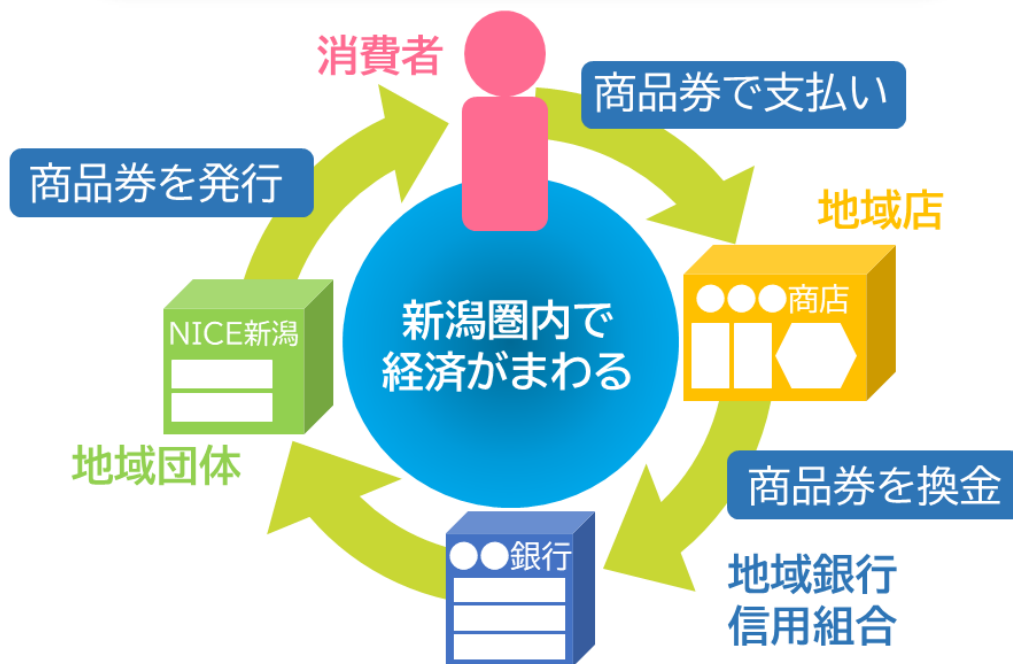 消費者
商品券で支払い
商品券を発行
地域店
●●●商店
NICE新潟
新潟圏内で
経済がまわる
地域団体
商品券を換金
●●銀行
地域銀行
信用組合